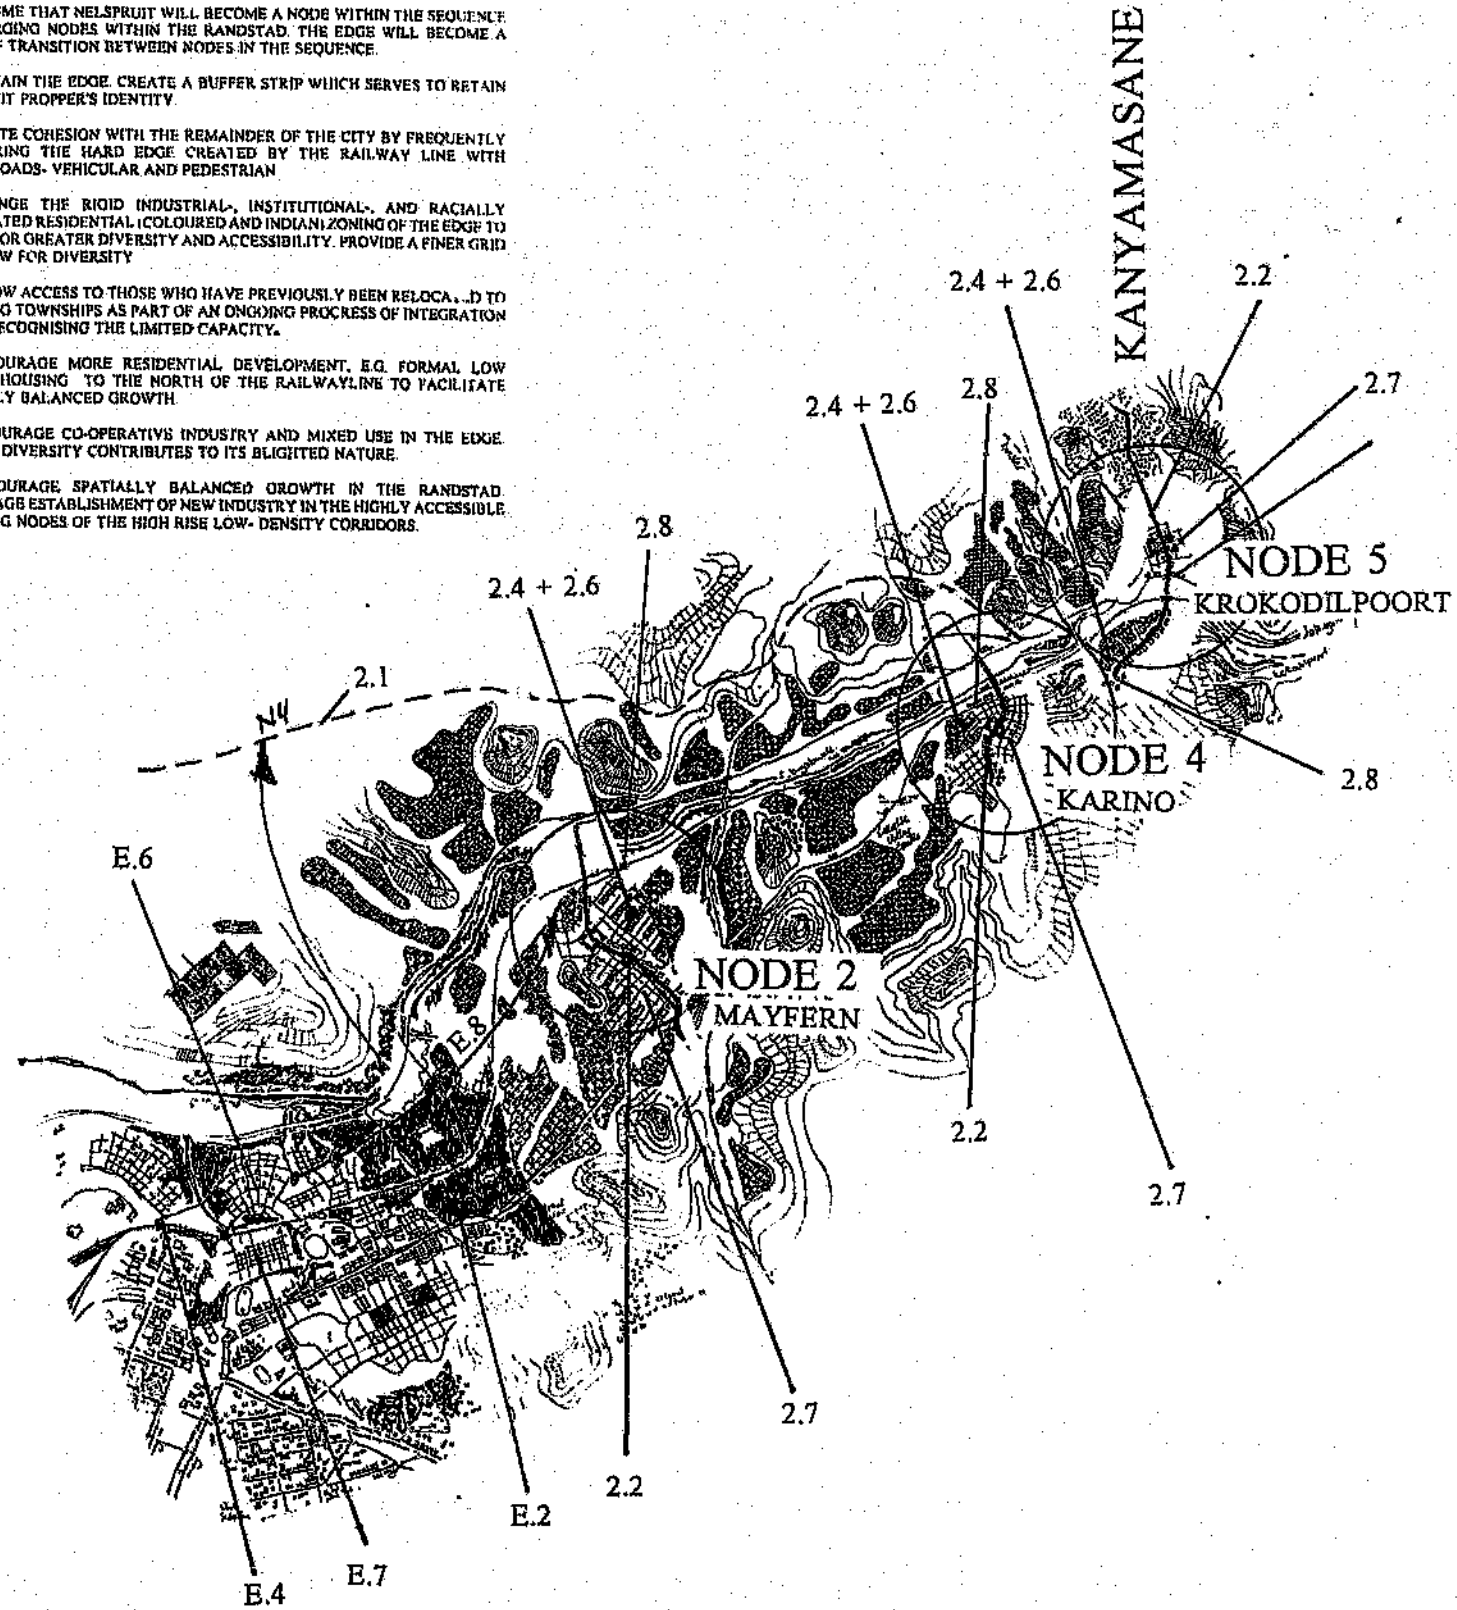 ME THAT NELSPRUIT WILL BECOME A NODE WITHIN THE SEQUENCE
RGING NODES WITHIN THE RANDSTAD. THE EDGE WILL BECOME A
F TRANSITION BETWEEN NODES IN THE SEQUENCE.
AIN THE EDGE. CREATE A BUFFER STRIP WHICH SERVES TO RETAIN
IT PROPPER'S IDENTITY.
TE COHESION WITH THE REMAINDER OF THE CITY BY FREQUENTLY
RING THE HARD EDGE CREATED BY THE RAILWAY LINE WITH
OADS- VEHICULAR AND PEDESTRIAN
NGE THE RIGID INDUSTRIAL-, INSTITUTIONAL-, AND RACIALLY
TED RESIDENTIAL (COLOURED AND INDIAN) ZONING OF THE EDGE TO
OR GREATER DIVERSITY AND ACCESSIBILITY. PROVIDE A FINER GRID
W FOR DIVERSITY
OW ACCESS TO THOSE WHO HAVE PREVIOUSLY BEEN RELOCA...D TO
G TOWNSHIPS AS PART OF AN ONGOING PROCESS OF INTEGRATION
ECOGNISING THE LIMITED CAPACITY.
OURAGE MORE RESIDENTIAL DEVELOPMENT, E.G. FORMAL LOW
HOUSING TO THE NORTH OF THE RAILWAYLINE TO FACILITATE
LY BALANCED GROWTH
OURAGE CO-OPERATIVE INDUSTRY AND MIXED USE IN THE EDGE.
DIVERSITY CONTRIBUTES TO ITS BLIGHTED NATURE.
OURAGE SPATIALLY BALANCED GROWTH IN THE RANDSTAD.
AGE ESTABLISHMENT OF NEW INDUSTRY IN THE HIGHLY ACCESSIBLE
G NODES OF THE HIGH RISE LOW- DENSITY CORRIDORS.
KANYAMASANE
2.4 + 2.6
2.2
2.4 + 2.6
2.8
2.7
2.8
2.4 + 2.6
NODE 5
KROKODILPOORT
2.1
N4
NODE 4
KARINO
2.8
E.6
NODE 2
MAYFERN
E.8
2.2
2.7
2.7
2.2
E.2
E.7
E.4